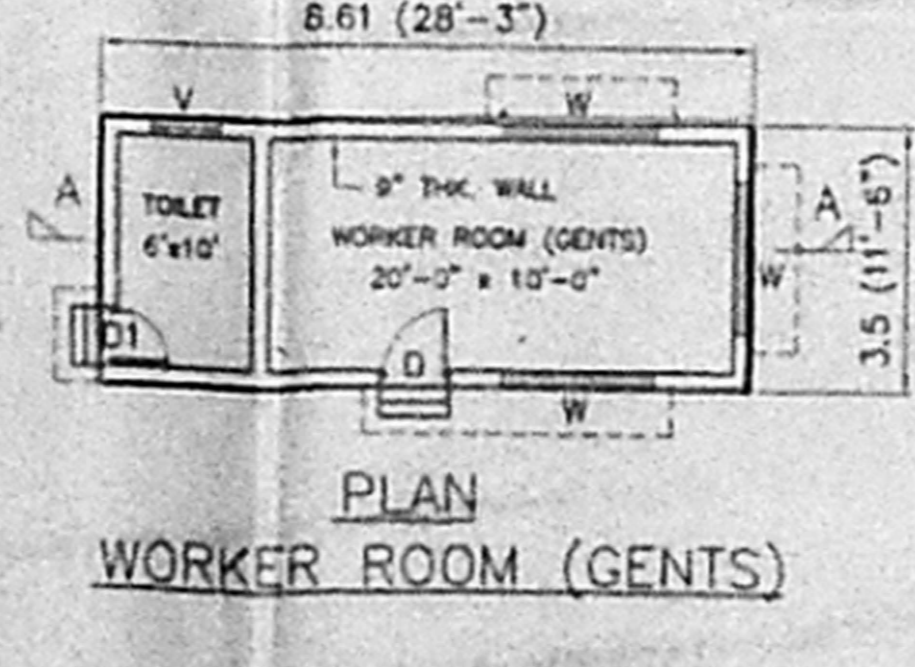 8.61 (28'-3")
V
W
9" THK. WALL
A
TOILET
6'x10'
WORKER ROOM (GENTS)
20'-0" x 10'-0"
A
W
3.5 (11'-6")
D1
D
W
PLAN
WORKER ROOM (GENTS)